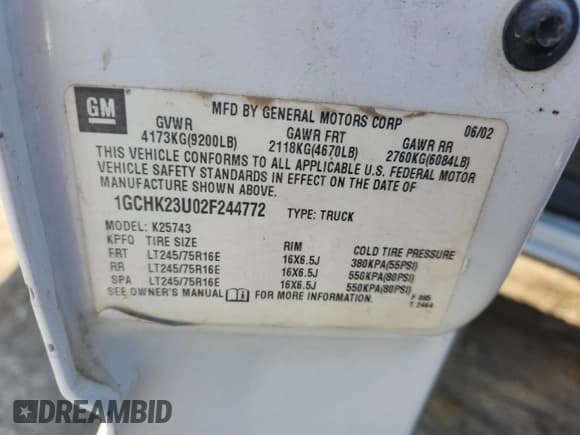 GM
MFD BY GENERAL MOTORS CORP 06/02
GVWR GAWR FRT GAWR RR
4173KG(9200LB) 2118KG(4670LB) 2760KG(6084LB)
THIS VEHICLE CONFORMS TO ALL APPLICABLE U.S. FEDERAL MOTOR
VEHICLE SAFETY STANDARDS IN EFFECT ON THE DATE OF
MANUFACTURE SHOWN ABOVE.
1GCHK23U02F244772 TYPE: TRUCK
MODEL: K25743
KPFQ TIRE SIZE RIM COLD TIRE PRESSURE
FRT LT245/75R16E 16X6.5J 380KPA(55PSI)
RR LT245/75R16E 16X6.5J 550KPA(80PSI)
SPA LT245/75R16E 16X6.5J 550KPA(80PSI)
SEE OWNER'S MANUAL FOR MORE INFORMATION.
F 885
T 2464
DREAMBID